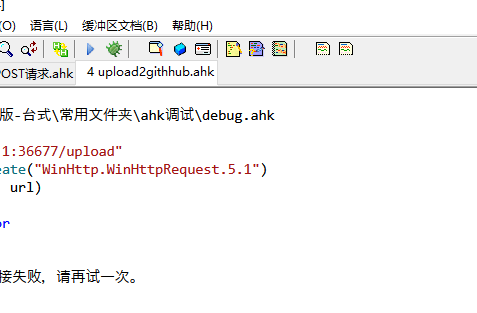 (O) 语言(L) 缓冲区文档(B) 帮助(H)
OST请求.ahk 4 upload2githhub.ahk
版-台式\常用文件夹\ahk调试\debug.ahk
1:36677/upload"
eate("WinHttp.WinHttpRequest.5.1")
url)
or
接失败，请再试一次。